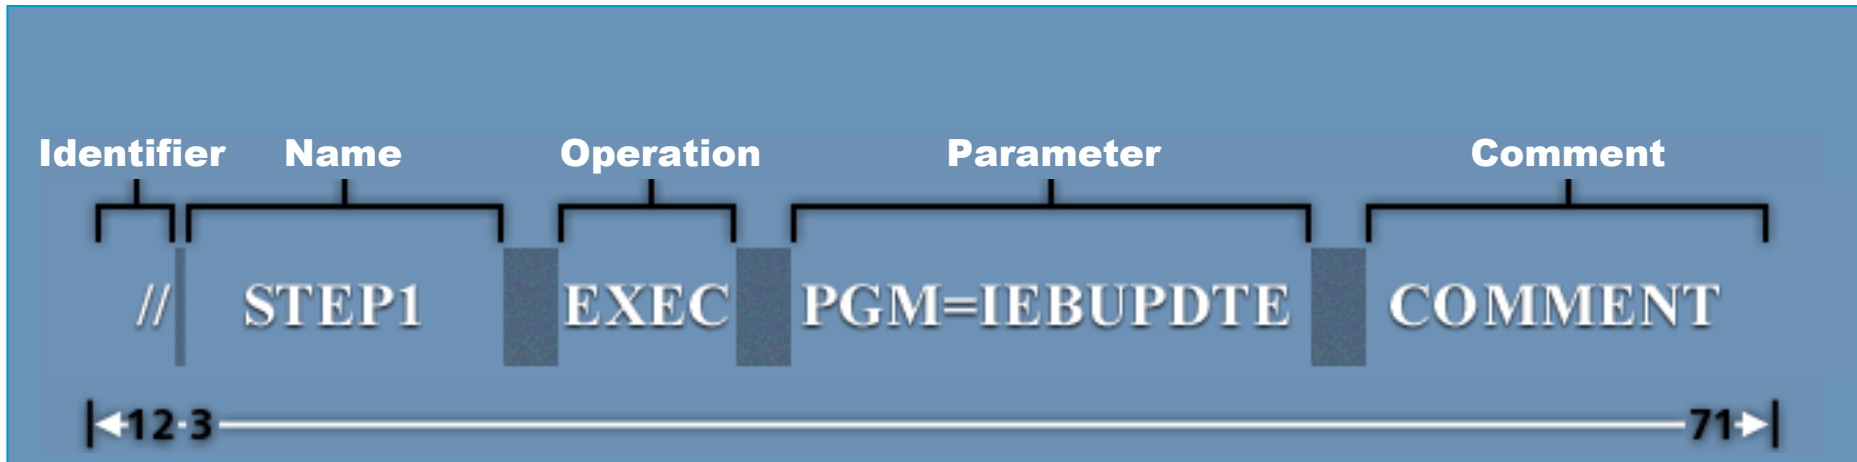 Identifier Name Operation Parameter Comment
// STEP1 EXEC PGM=IEBUPDTE COMMENT
12 3 71